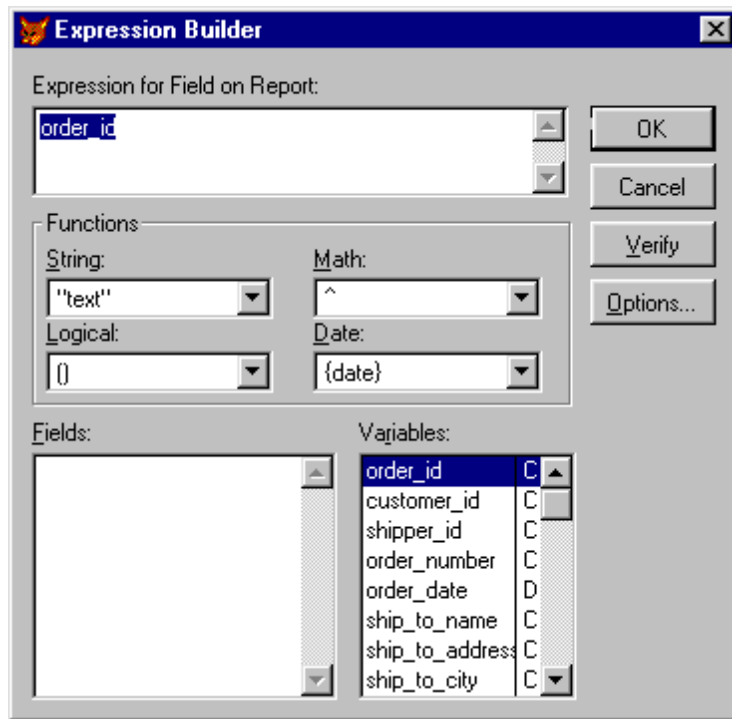 Expression Builder
Expression for Field on Report:
order_id
OK
Cancel
Verify
Options...
Functions
String:
Math:
"text"
^
Logical:
Date:
()
{date}
Fields:
Variables:
order_id C
customer_id C
shipper_id C
order_number C
order_date D
ship_to_name C
ship_to_address C
ship_to_city C